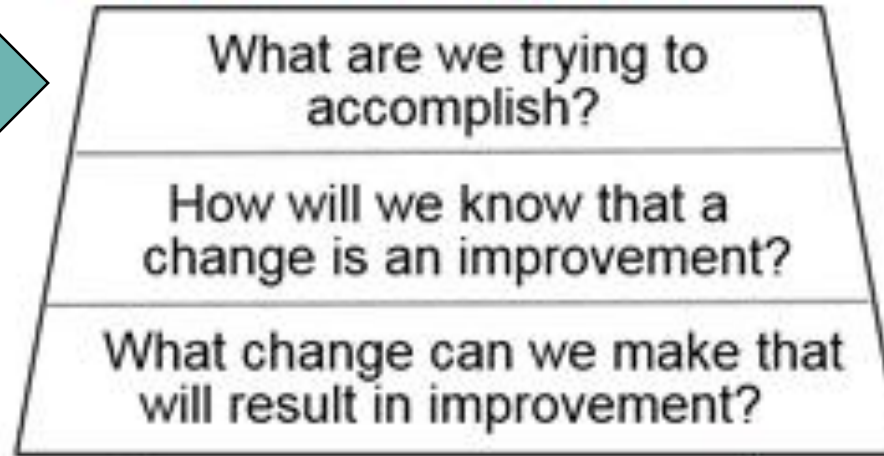 What are we trying to
accomplish?
How will we know that a
change is an improvement?
What change can we make that
will result in improvement?